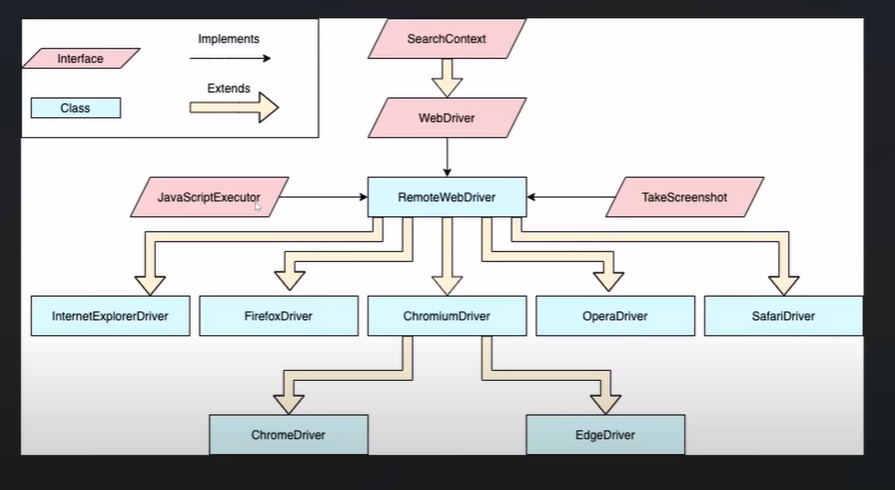 Implements
Interface
Extends
Class
SearchContext
WebDriver
JavaScriptExecutor
RemoteWebDriver
TakeScreenshot
InternetExplorerDriver
FirefoxDriver
ChromiumDriver
OperaDriver
SafariDriver
ChromeDriver
EdgeDriver